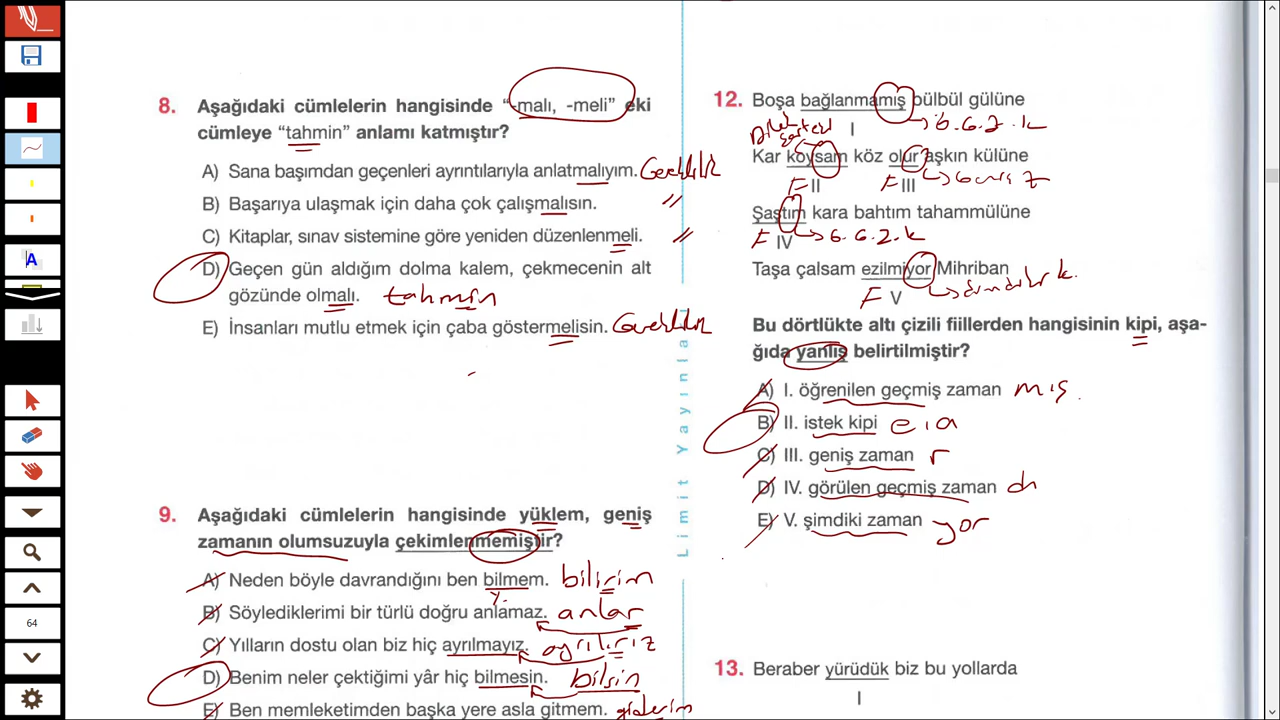 8. Aşağıdaki cümlelerin hangisinde "-malı, -meli" eki
cümleye "tahmin" anlamı katmıştır?
A) Sana başımdan geçenleri ayrıntılarıyla anlatmalıyım. Gereklilik
B) Başarıya ulaşmak için daha çok çalışmalısın. "
C) Kitaplar, sınav sistemine göre yeniden düzenlenmeli. "
D) Geçen gün aldığım dolma kalem, çekmecenin alt
gözünde olmalı. tahmin
E) İnsanları mutlu etmek için çaba göstermelisin. Gereklilik
9. Aşağıdaki cümlelerin hangisinde yüklem, geniş
zamanın olumsuzuyla çekimlenmemiştir?
A) Neden böyle davrandığını ben bilmem. bilirim
y.
B) Söylediklerimi bir türlü doğru anlamaz. anlar
C) Yılların dostu olan biz hiç ayrılmayız. ayrılırız
D) Benim neler çektiğimi yâr hiç bilmesin. bilsin
E) Ben memleketimden başka yere asla gitmem. giderim
Limit Yayınları
12. Boşa bağlanmamış bülbül gülüne
I
Dilek şartesi
Kar koysam köz olur aşkın külüne
F II F III
Şaştım kara bahtım tahammülüne
F IV
Taşa çalsam ezilmiyor Mihriban
F V
Bu dörtlükte altı çizili fiillerden hangisinin kipi, aşa-
ğıda yanlış belirtilmiştir?
A) I. öğrenilen geçmiş zaman mış
B) II. istek kipi e, a
C) III. geniş zaman r
D) IV. görülen geçmiş zaman dı
E) V. şimdiki zaman yor
13. Beraber yürüdük biz bu yollarda
I
A
64